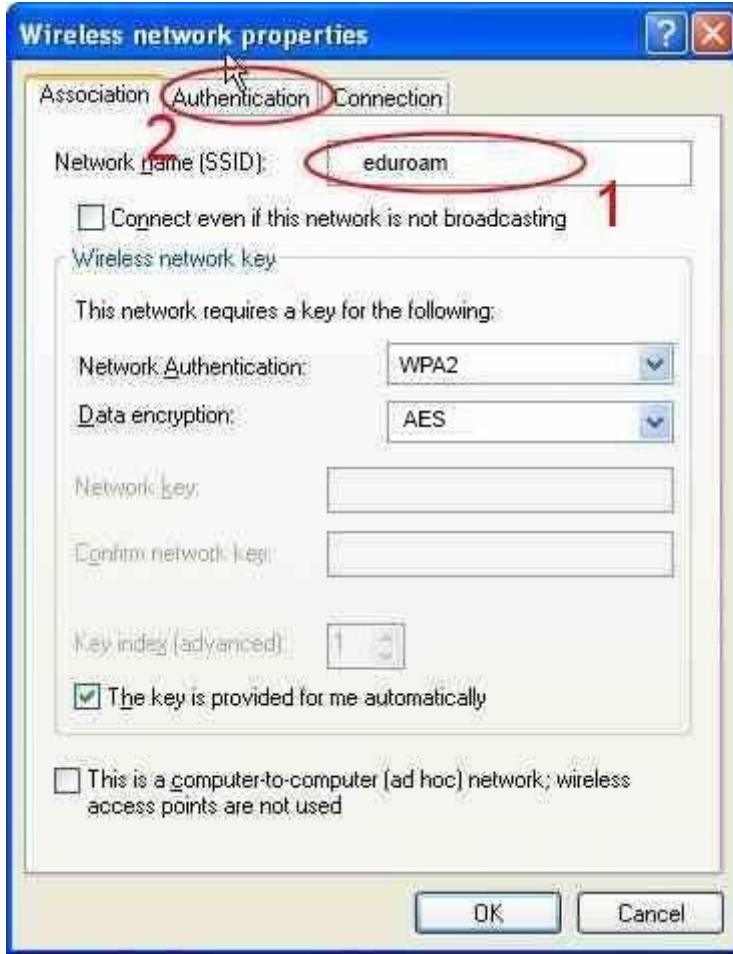 Wireless network properties
?
Association Authentication Connection
2
Network name (SSID): eduroam
1
Connect even if this network is not broadcasting
Wireless network key
This network requires a key for the following:
Network Authentication: WPA2
Data encryption: AES
Network key:
Confirm network key:
Key index (advanced): 1
The key is provided for me automatically
This is a computer-to-computer (ad hoc) network; wireless
access points are not used
OK Cancel